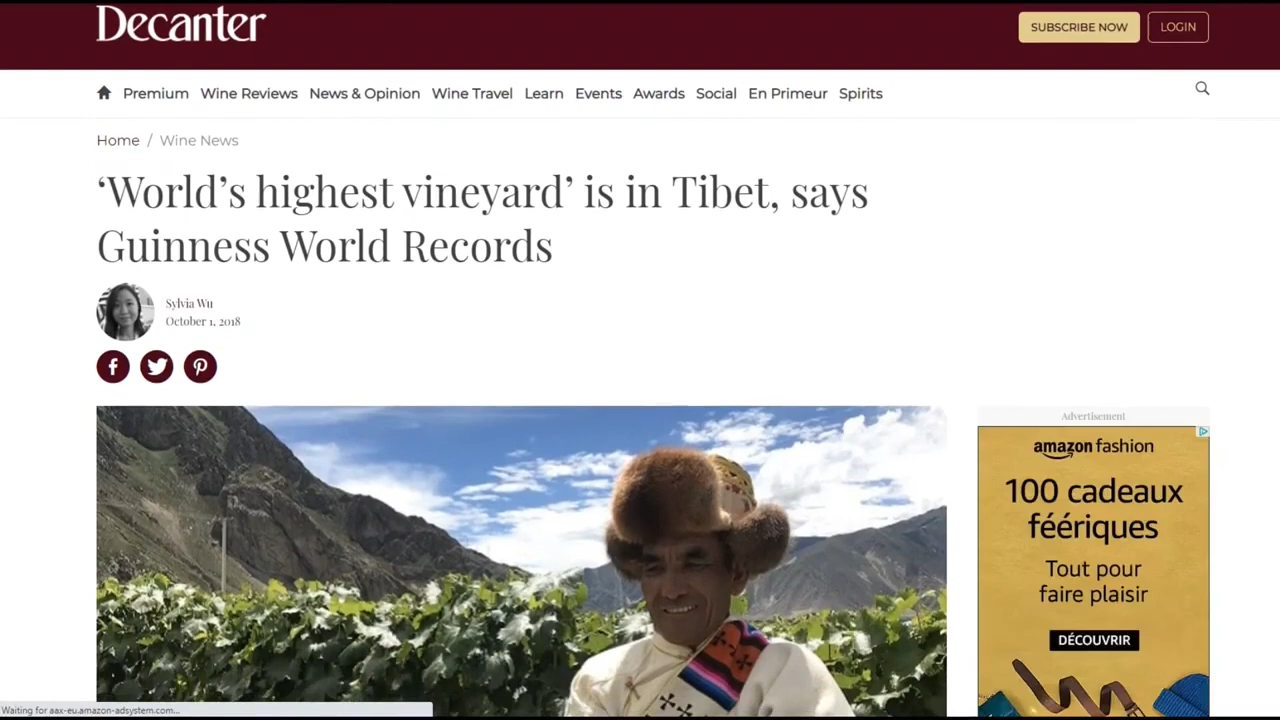 Decanter
SUBSCRIBE NOW
LOGIN
Premium Wine Reviews News & Opinion Wine Travel Learn Events Awards Social En Primeur Spirits
Home / Wine News
‘World’s highest vineyard’ is in Tibet, says
Guinness World Records
Sylvia Wu
October 1, 2018
Advertisement
amazon fashion
100 cadeaux
féériques
Tout pour
faire plaisir
DÉCOUVRIR
Waiting for aax-eu.amazon-adsystem.com...